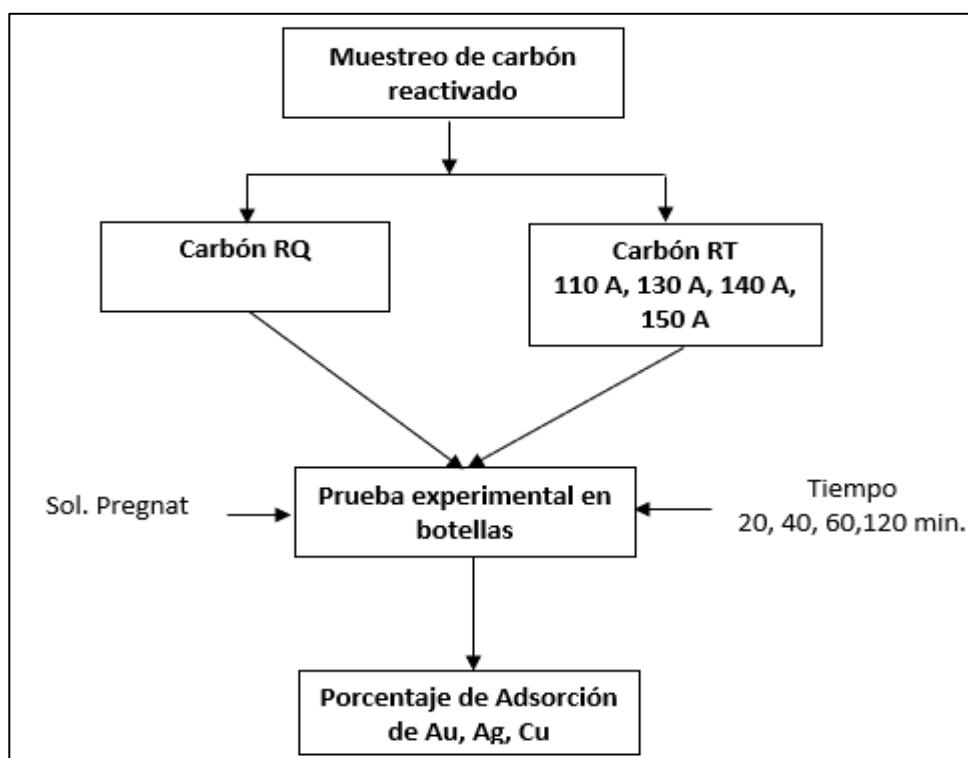 Muestreo de carbón
reactivado
Carbón RQ
Carbón RT
110 A, 130 A, 140 A,
150 A
Sol. Pregnat
Prueba experimental en
botellas
Tiempo
20, 40, 60,120 min.
Porcentaje de Adsorción
de Au, Ag, Cu